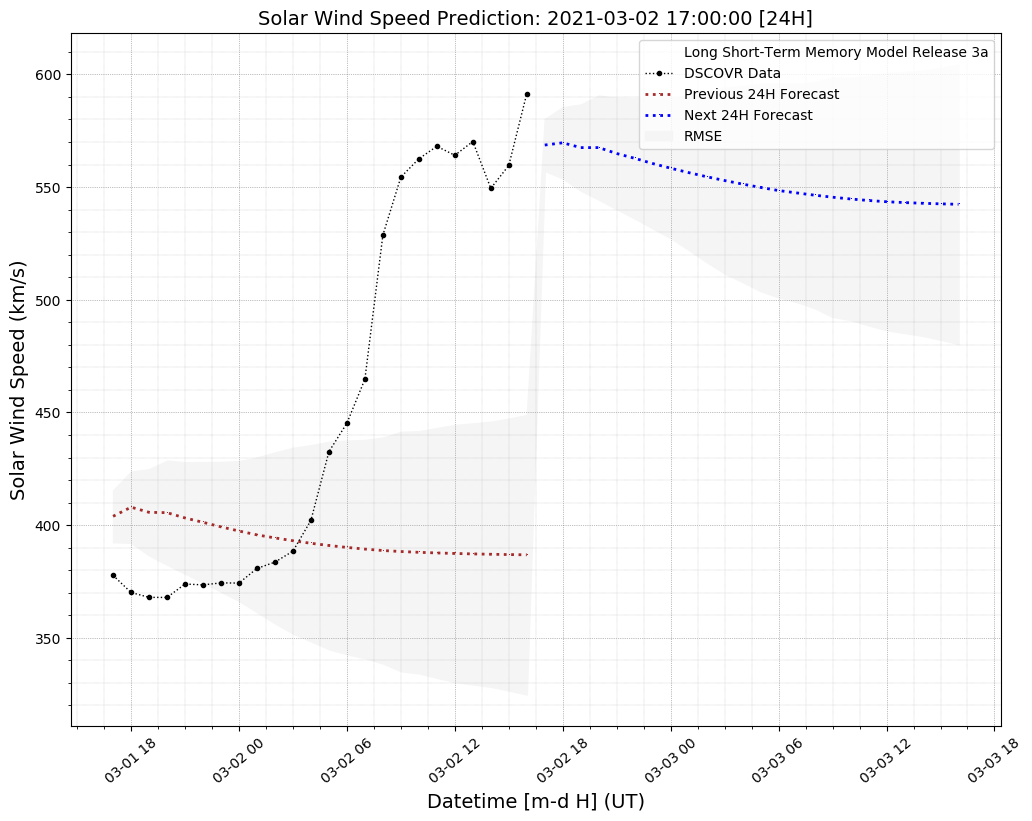 Solar Wind Speed Prediction: 2021-03-02 17:00:00 [24H]
Long Short-Term Memory Model Release 3a
DSCOVR Data
Previous 24H Forecast
Next 24H Forecast
RMSE
Solar Wind Speed (km/s)
600
550
500
450
400
350
03-01 18
03-02 00
03-02 06
03-02 12
03-02 18
03-03 00
03-03 06
03-03 12
03-03 18
Datetime [m-d H] (UT)